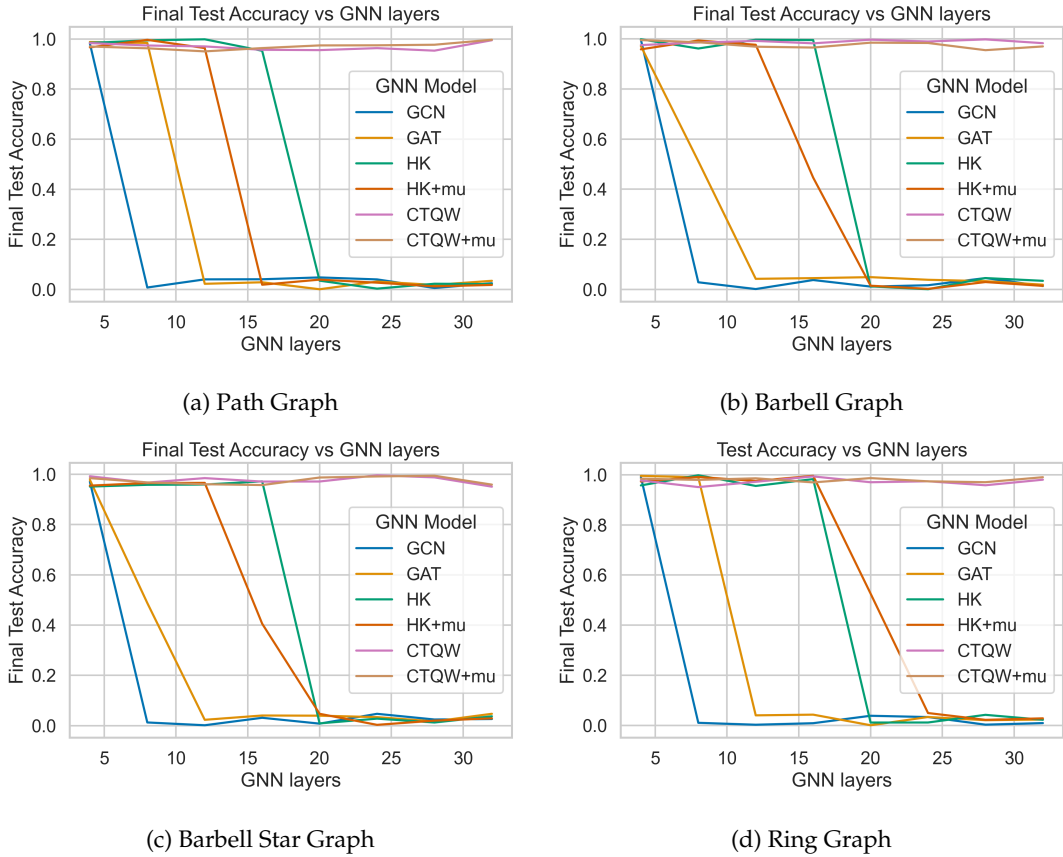 Final Test Accuracy vs GNN layers
1.0
0.8
0.6
0.4
0.2
0.0
Final Test Accuracy
GNN Model
GCN
GAT
HK
HK+mu
CTQW
CTQW+mu
5 10 15 20 25 30
GNN layers
(a) Path Graph
Final Test Accuracy vs GNN layers
1.0
0.8
0.6
0.4
0.2
0.0
Final Test Accuracy
GNN Model
GCN
GAT
HK
HK+mu
CTQW
CTQW+mu
5 10 15 20 25 30
GNN layers
(b) Barbell Graph
Final Test Accuracy vs GNN layers
1.0
0.8
0.6
0.4
0.2
0.0
Final Test Accuracy
GNN Model
GCN
GAT
HK
HK+mu
CTQW
CTQW+mu
5 10 15 20 25 30
GNN layers
(c) Barbell Star Graph
Test Accuracy vs GNN layers
1.0
0.8
0.6
0.4
0.2
0.0
Final Test Accuracy
GNN Model
GCN
GAT
HK
HK+mu
CTQW
CTQW+mu
5 10 15 20 25 30
GNN layers
(d) Ring Graph